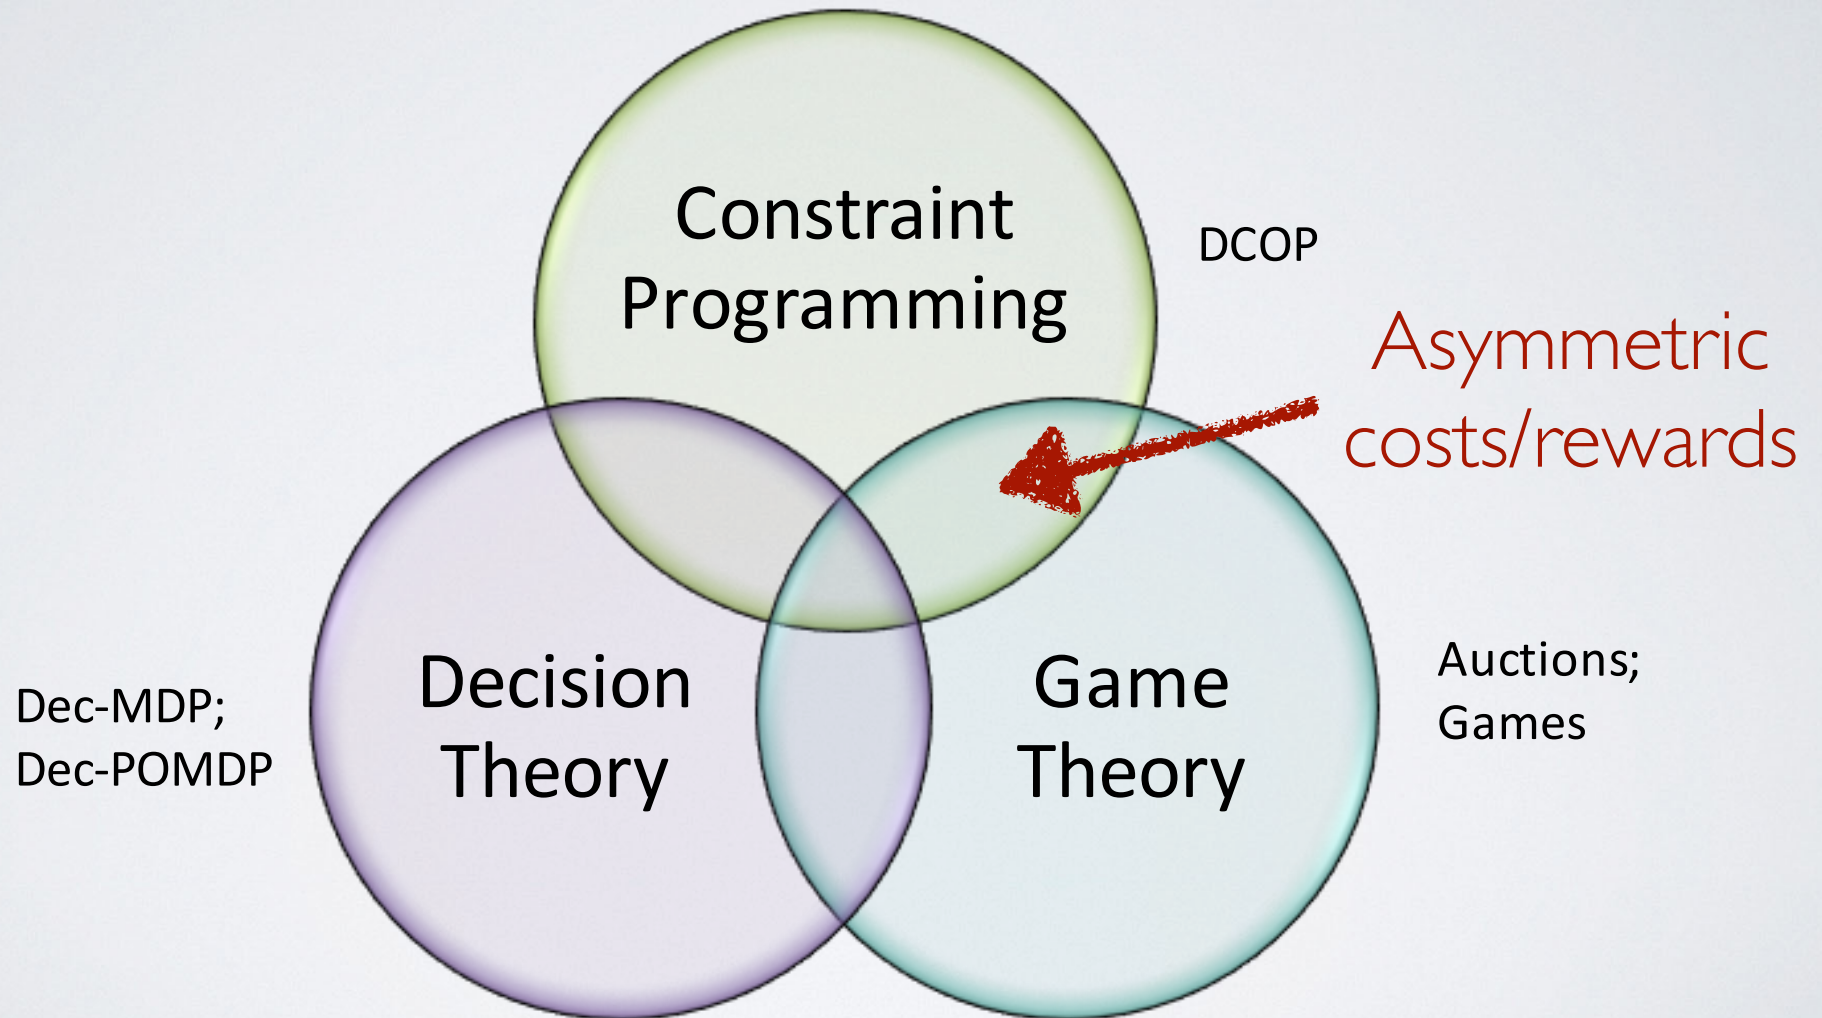 Constraint
Programming
DCOP
Asymmetric
costs/rewards
Decision
Theory
Game
Theory
Dec-MDP;
Dec-POMDP
Auctions;
Games